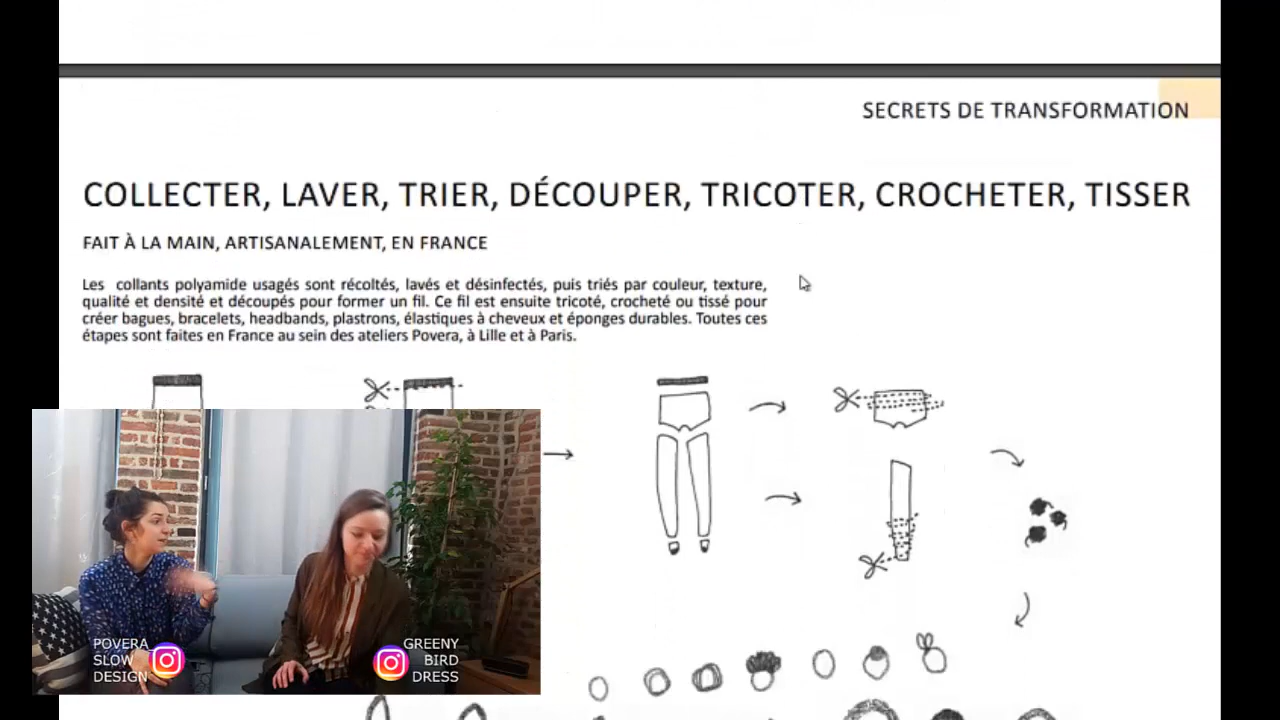 SECRETS DE TRANSFORMATION
COLLECTER, LAVER, TRIER, DÉCOUPER, TRICOTER, CROCHETER, TISSER
FAIT À LA MAIN, ARTISANALEMENT, EN FRANCE
Les collants polyamide usagés sont récoltés, lavés et désinfectés, puis triés par couleur, texture,
qualité et densité et découpés pour former un fil. Ce fil est ensuite tricoté, crocheté ou tissé pour
créer bagues, bracelets, headbands, plastrons, élastiques à cheveux et éponges durables. Toutes ces
étapes sont faites en France au sein des ateliers Povera, à Lille et à Paris.
POVERA_
SLOW_
DESIGN_
GREENY
BIRD
DRESS